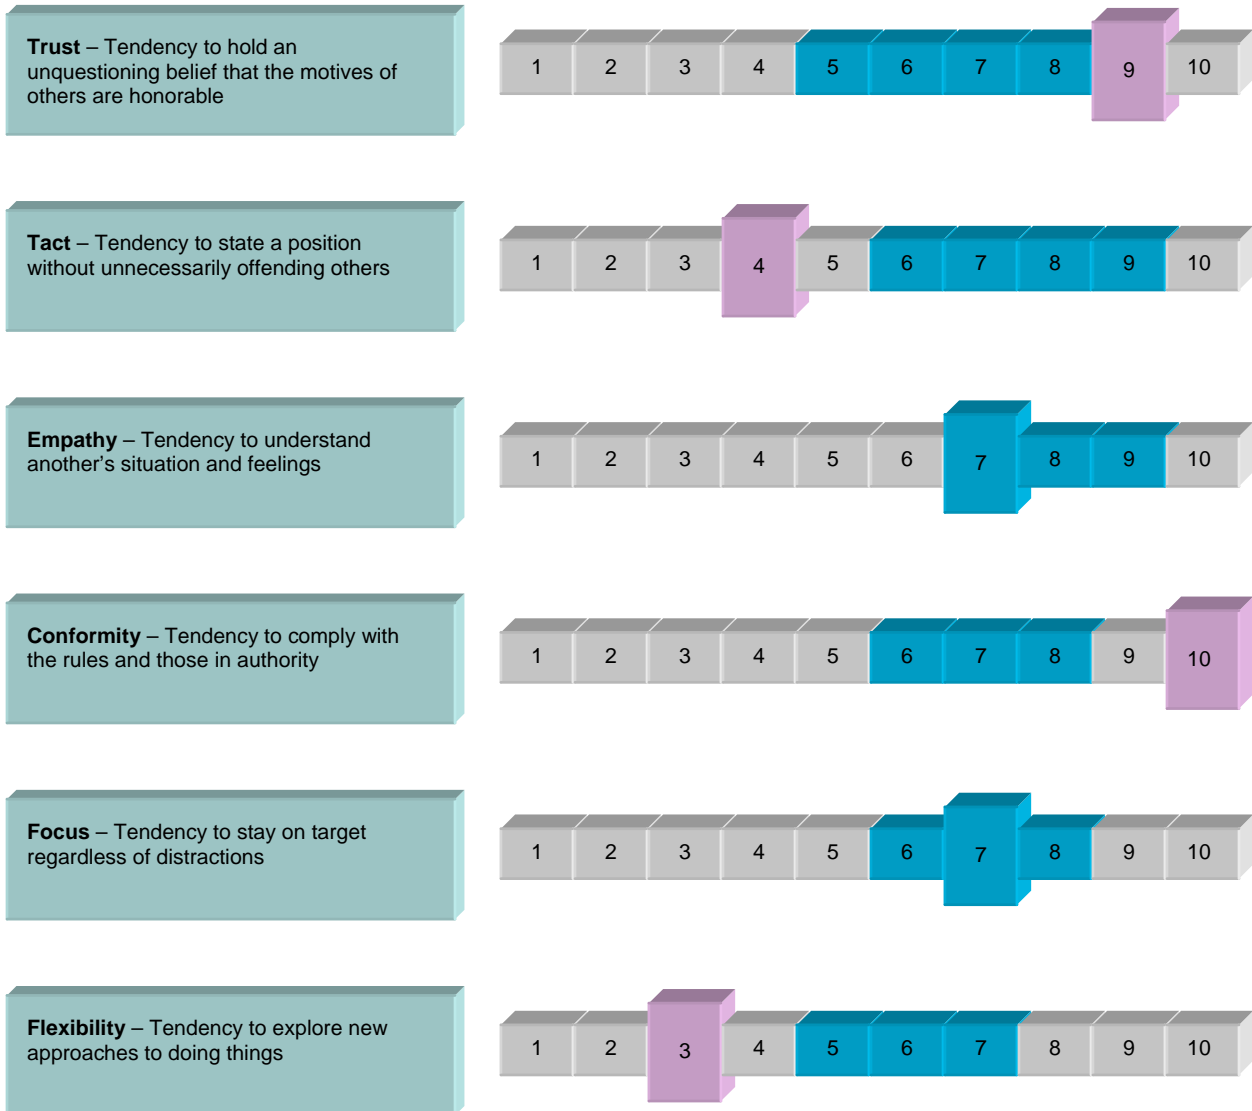 Trust – Tendency to hold an
unquestioning belief that the motives of
others are honorable
1 2 3 4 5 6 7 8 9 10
Tact – Tendency to state a position
without unnecessarily offending others
1 2 3 4 5 6 7 8 9 10
Empathy – Tendency to understand
another’s situation and feelings
1 2 3 4 5 6 7 8 9 10
Conformity – Tendency to comply with
the rules and those in authority
1 2 3 4 5 6 7 8 9 10
Focus – Tendency to stay on target
regardless of distractions
1 2 3 4 5 6 7 8 9 10
Flexibility – Tendency to explore new
approaches to doing things
1 2 3 4 5 6 7 8 9 10